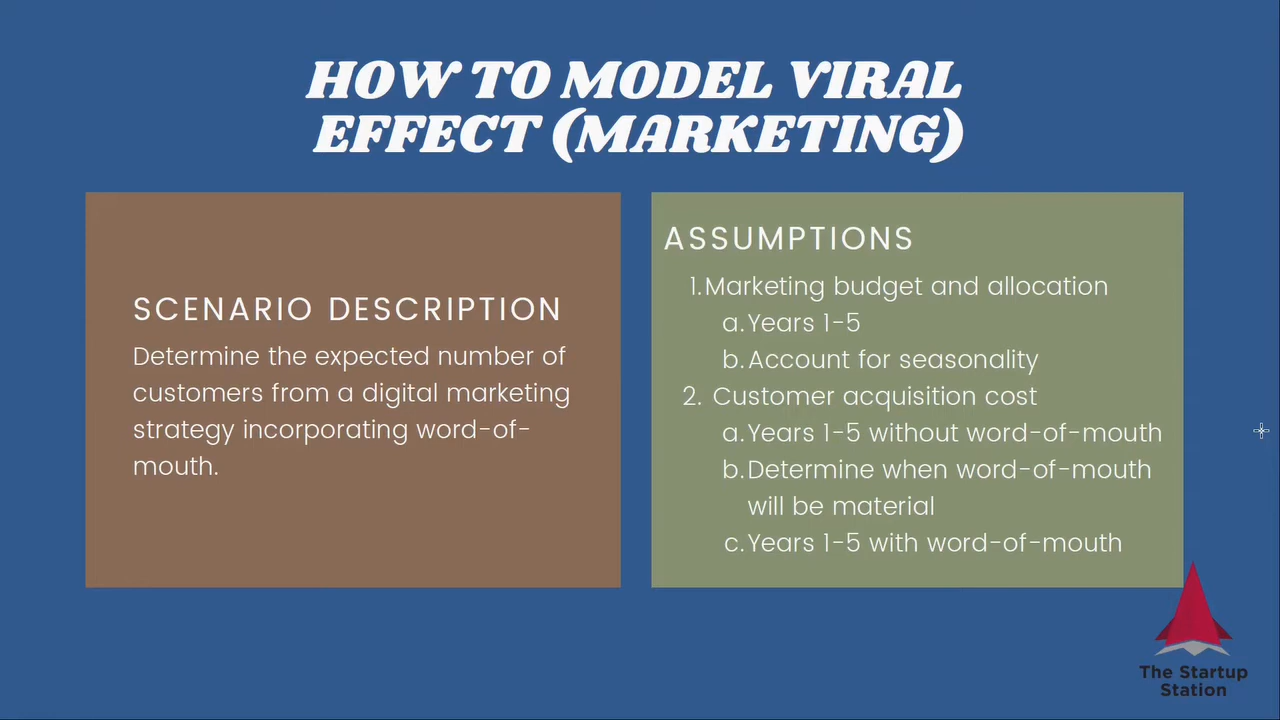 HOW TO MODEL VIRAL
EFFECT (MARKETING)
SCENARIO DESCRIPTION
Determine the expected number of
customers from a digital marketing
strategy incorporating word-of-
mouth.
ASSUMPTIONS
1. Marketing budget and allocation
a. Years 1-5
b. Account for seasonality
2. Customer acquisition cost
a. Years 1-5 without word-of-mouth
b. Determine when word-of-mouth
will be material
c. Years 1-5 with word-of-mouth
The Startup
Station